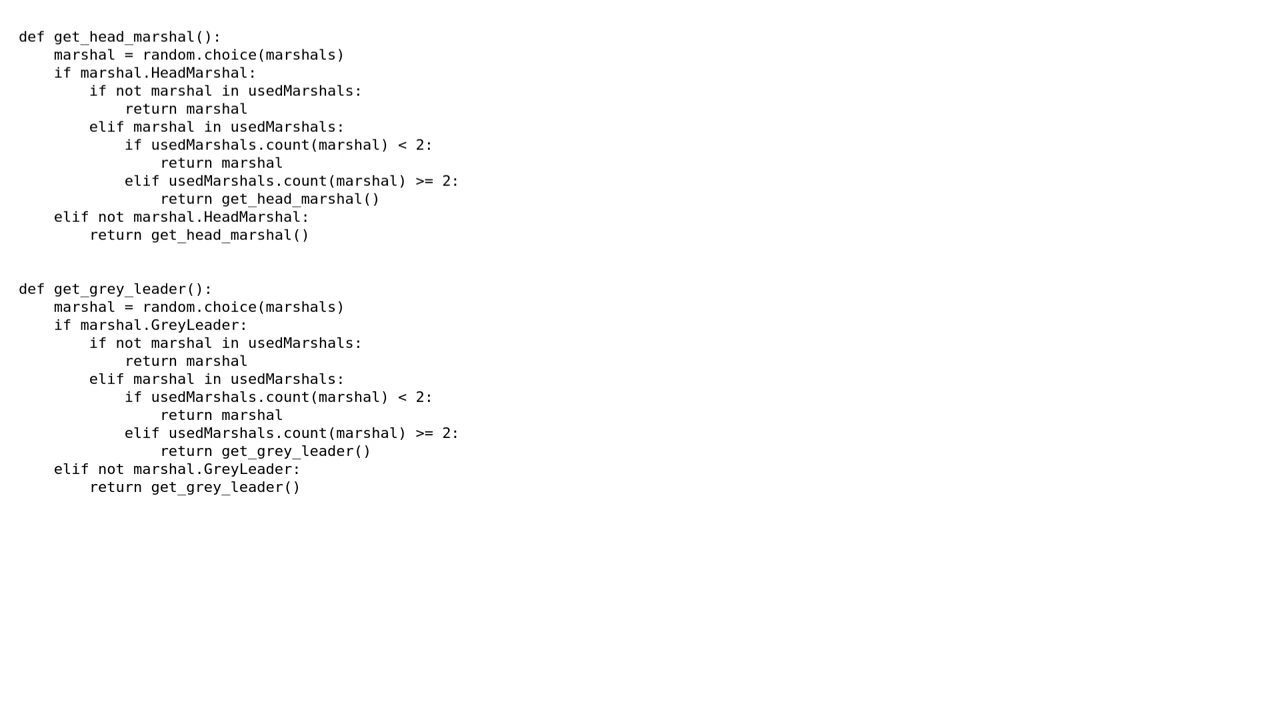 def get_head_marshal():
    marshal = random.choice(marshals)
    if marshal.HeadMarshal:
        if not marshal in usedMarshals:
            return marshal
        elif marshal in usedMarshals:
            if usedMarshals.count(marshal) < 2:
                return marshal
            elif usedMarshals.count(marshal) >= 2:
                return get_head_marshal()
    elif not marshal.HeadMarshal:
        return get_head_marshal()


def get_grey_leader():
    marshal = random.choice(marshals)
    if marshal.GreyLeader:
        if not marshal in usedMarshals:
            return marshal
        elif marshal in usedMarshals:
            if usedMarshals.count(marshal) < 2:
                return marshal
            elif usedMarshals.count(marshal) >= 2:
                return get_grey_leader()
    elif not marshal.GreyLeader:
        return get_grey_leader()